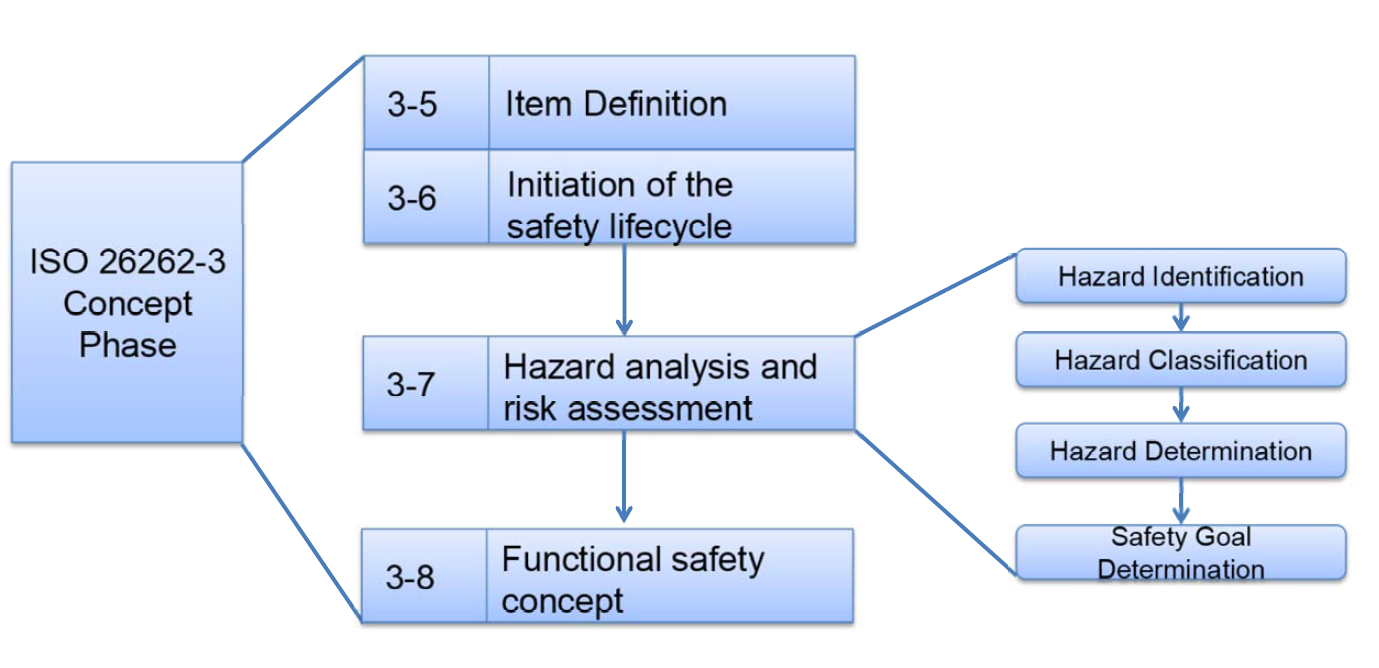 ISO 26262-3
Concept
Phase
3-5
Item Definition
3-6
Initiation of the
safety lifecycle
3-7
Hazard analysis and
risk assessment
3-8
Functional safety
concept
Hazard Identification
Hazard Classification
Hazard Determination
Safety Goal
Determination